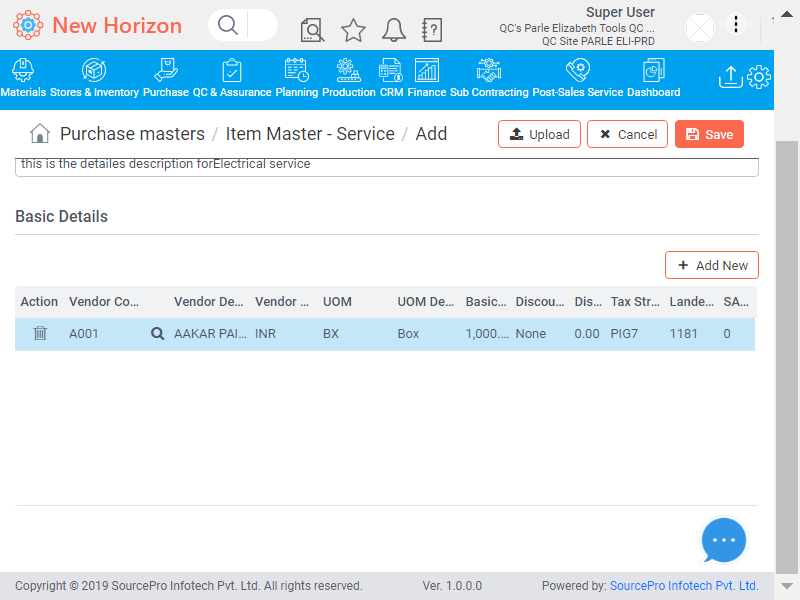 New Horizon
Super User
QC's Parle Elizabeth Tools QC ...
QC Site PARLE ELI-PRD
Materials Stores & Inventory Purchase QC & Assurance Planning Production CRM Finance Sub Contracting Post-Sales Service Dashboard
Purchase masters / Item Master - Service / Add
Upload
Cancel
Save
this is the detailes description forElectrical service
Basic Details
Add New
Action Vendor Co... Vendor De... Vendor ... UOM UOM De... Basic... Discou... Dis... Tax Str... Lande... SA...
A001 AAKAR PAI... INR BX Box 1,000.... None 0.00 PIG7 1181 0
Copyright © 2019 SourcePro Infotech Pvt. Ltd. All rights reserved. Ver. 1.0.0.0 Powered by: SourcePro Infotech Pvt. Ltd.